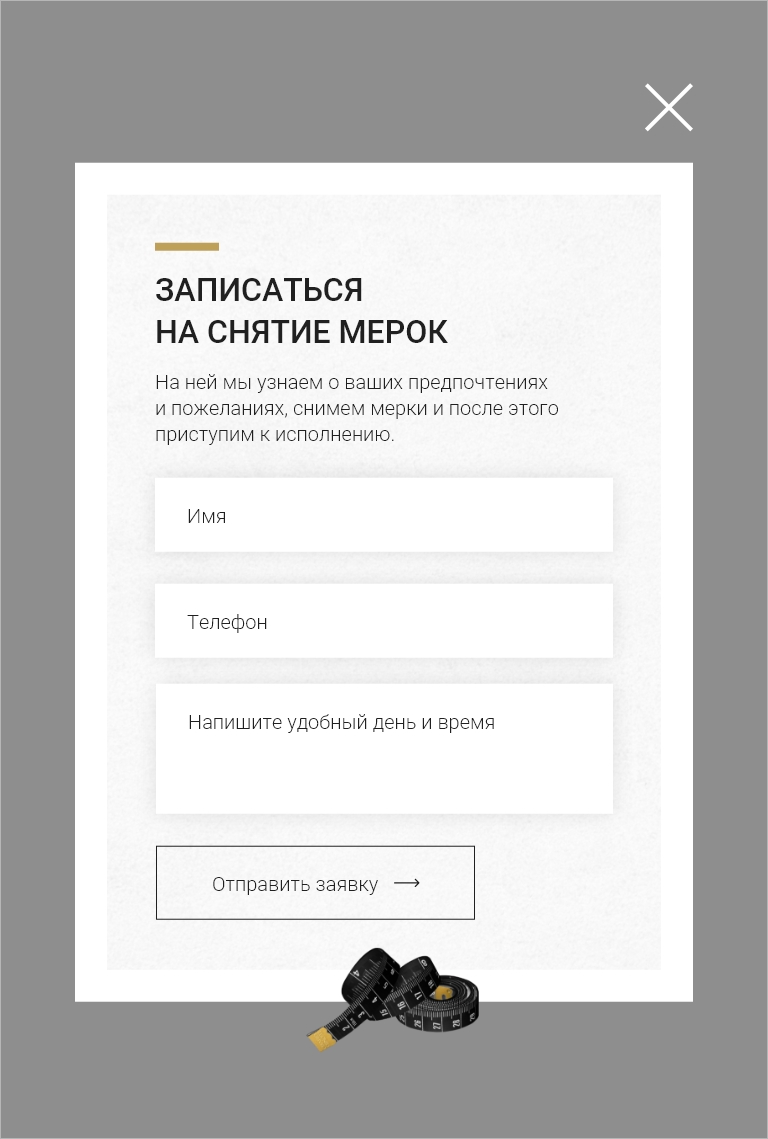 ЗАПИСАТЬСЯ
НА СНЯТИЕ МЕРОК
На ней мы узнаем о ваших предпочтениях
и пожеланиях, снимем мерки и после этого
приступим к исполнению.
Имя
Телефон
Напишите удобный день и время
Отправить заявку